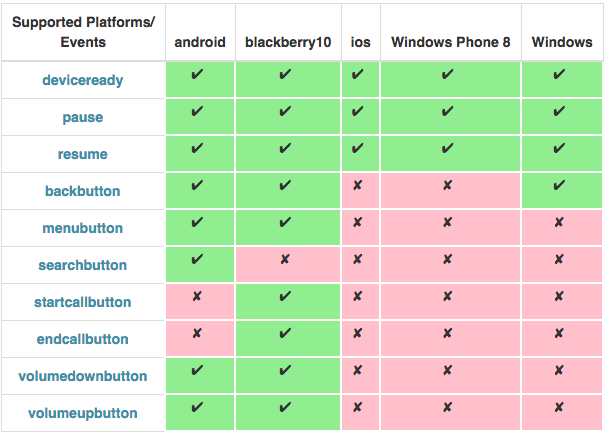 Supported Platforms/
Events android blackberry10 ios Windows Phone 8 Windows
deviceready ✔ ✔ ✔ ✔ ✔
pause ✔ ✔ ✔ ✔ ✔
resume ✔ ✔ ✔ ✔ ✔
backbutton ✔ ✔ ✘ ✘ ✔
menubutton ✔ ✔ ✘ ✘ ✘
searchbutton ✔ ✘ ✘ ✘ ✘
startcallbutton ✘ ✔ ✘ ✘ ✘
endcallbutton ✘ ✔ ✘ ✘ ✘
volumedownbutton ✔ ✔ ✘ ✘ ✘
volumeupbutton ✔ ✔ ✘ ✘ ✘